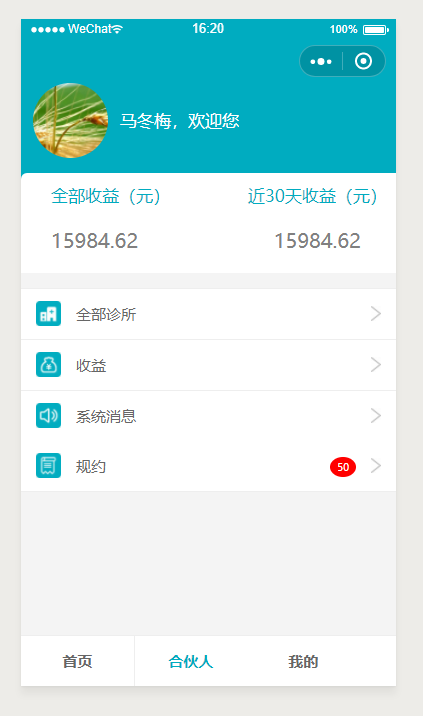 ●●●●● WeChat 16:20 100%
马冬梅，欢迎您
全部收益（元） 近30天收益（元）
15984.62 15984.62
全部诊所
收益
系统消息
规约 50
首页 合伙人 我的